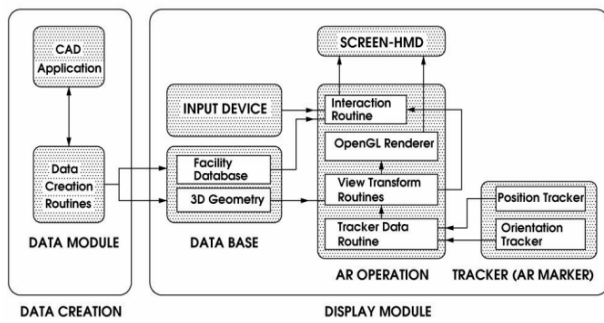 CAD
Application
Data
Creation
Routines
DATA MODULE
DATA CREATION
SCREEN-HMD
INPUT DEVICE
Interaction
Routine
OpenGL Renderer
Facility
Database
3D Geometry
DATA BASE
View Transform
Routines
Tracker Data
Routine
AR OPERATION
Position Tracker
Orientation
Tracker
TRACKER (AR MARKER)
DISPLAY MODULE